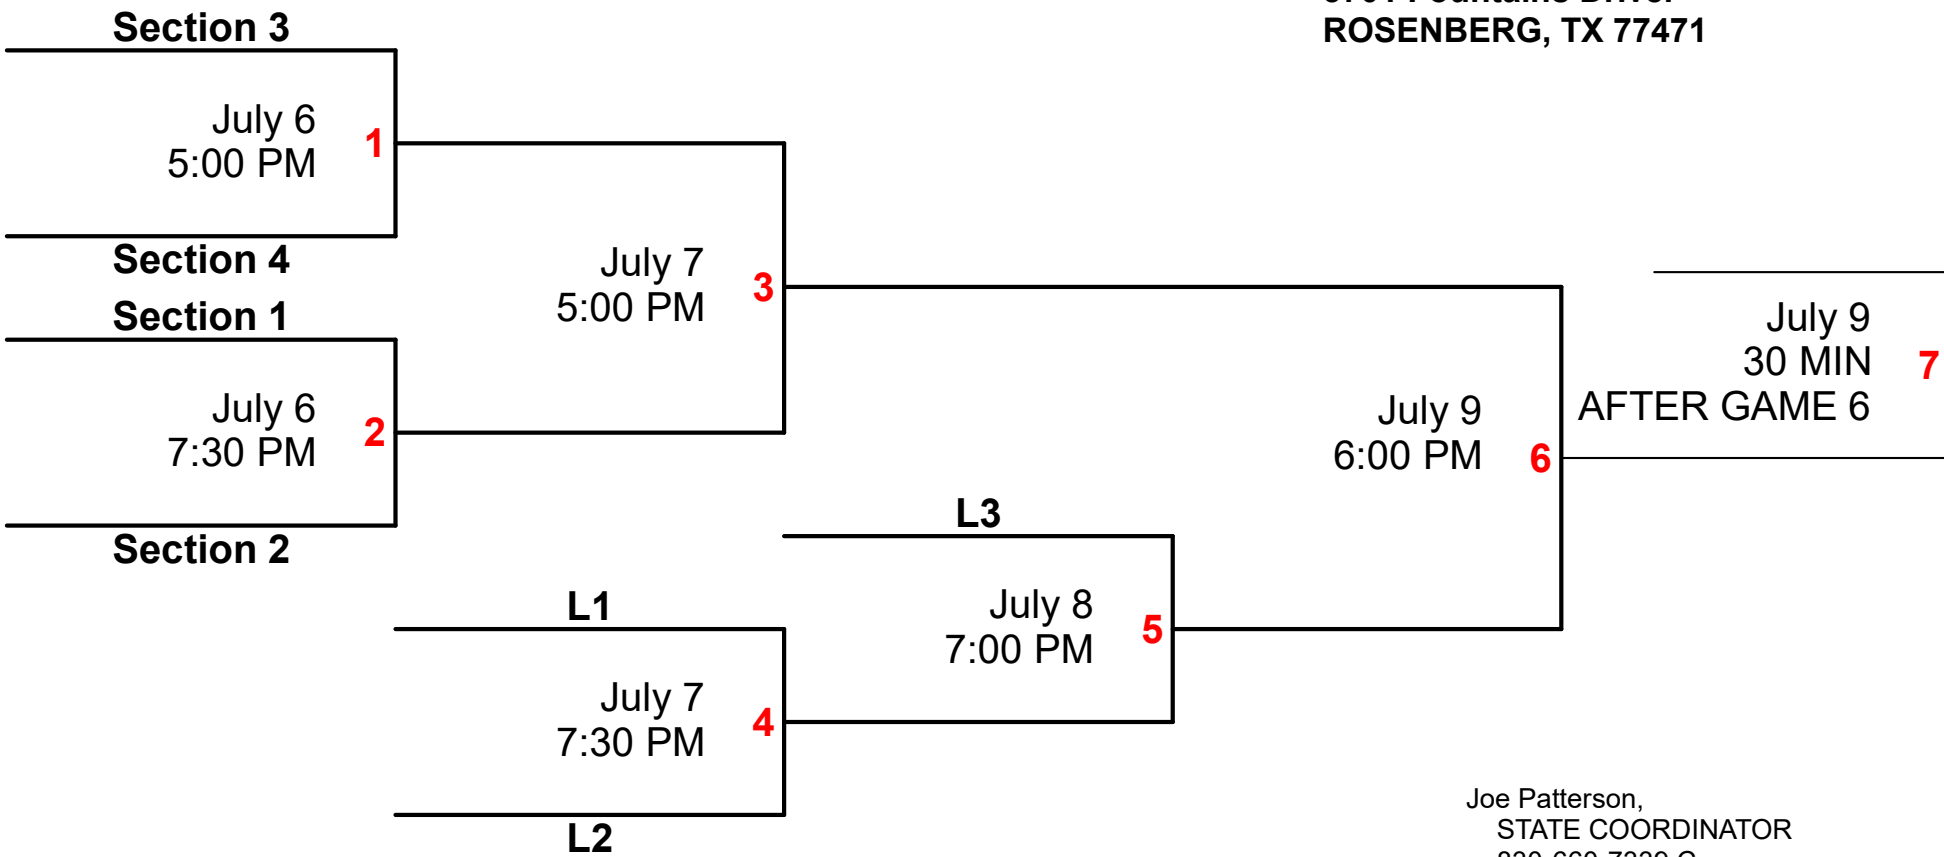 ROSENBERG, TX 77471
Section 3
July 6
5:00 PM
1
Section 4
Section 1
July 6
7:30 PM
2
Section 2
July 7
5:00 PM
3
L1
July 7
7:30 PM
4
L2
L3
July 8
7:00 PM
5
July 9
6:00 PM
6
July 9
30 MIN
AFTER GAME 6
7
Joe Patterson,
STATE COORDINATOR